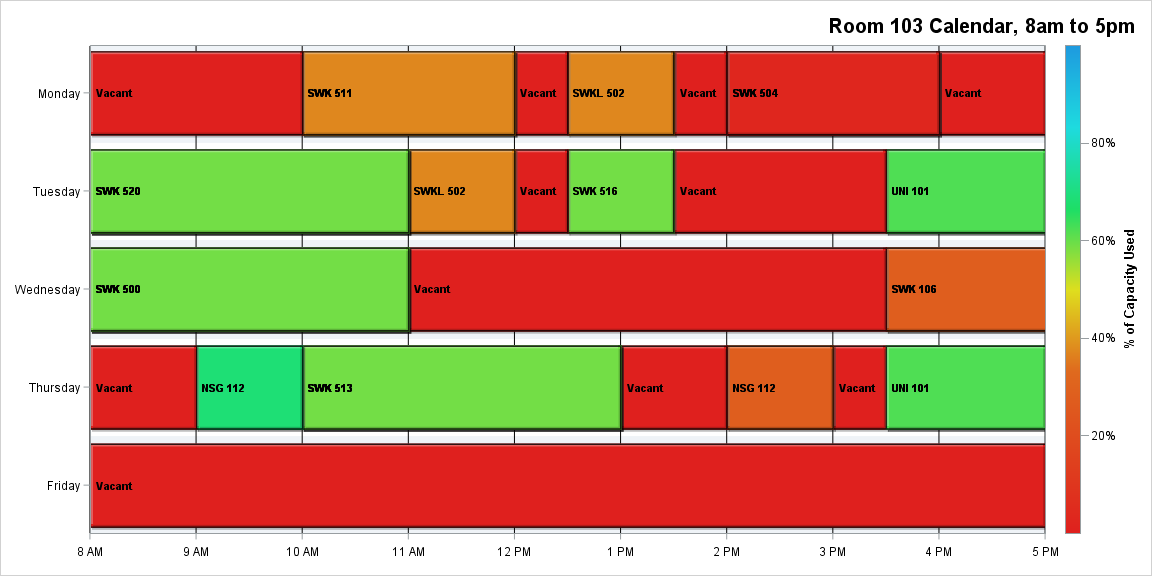 Room 103 Calendar, 8am to 5pm
Monday
Vacant
SWK 511
Vacant
SWKL 502
Vacant
SWK 504
Vacant
Tuesday
SWK 520
SWKL 502
Vacant
SWK 516
Vacant
UNI 101
Wednesday
SWK 500
Vacant
SWK 106
Thursday
Vacant
NSG 112
SWK 513
Vacant
NSG 112
Vacant
UNI 101
Friday
Vacant
8 AM
9 AM
10 AM
11 AM
12 PM
1 PM
2 PM
3 PM
4 PM
5 PM
80%
60%
40%
20%
% of Capacity Used